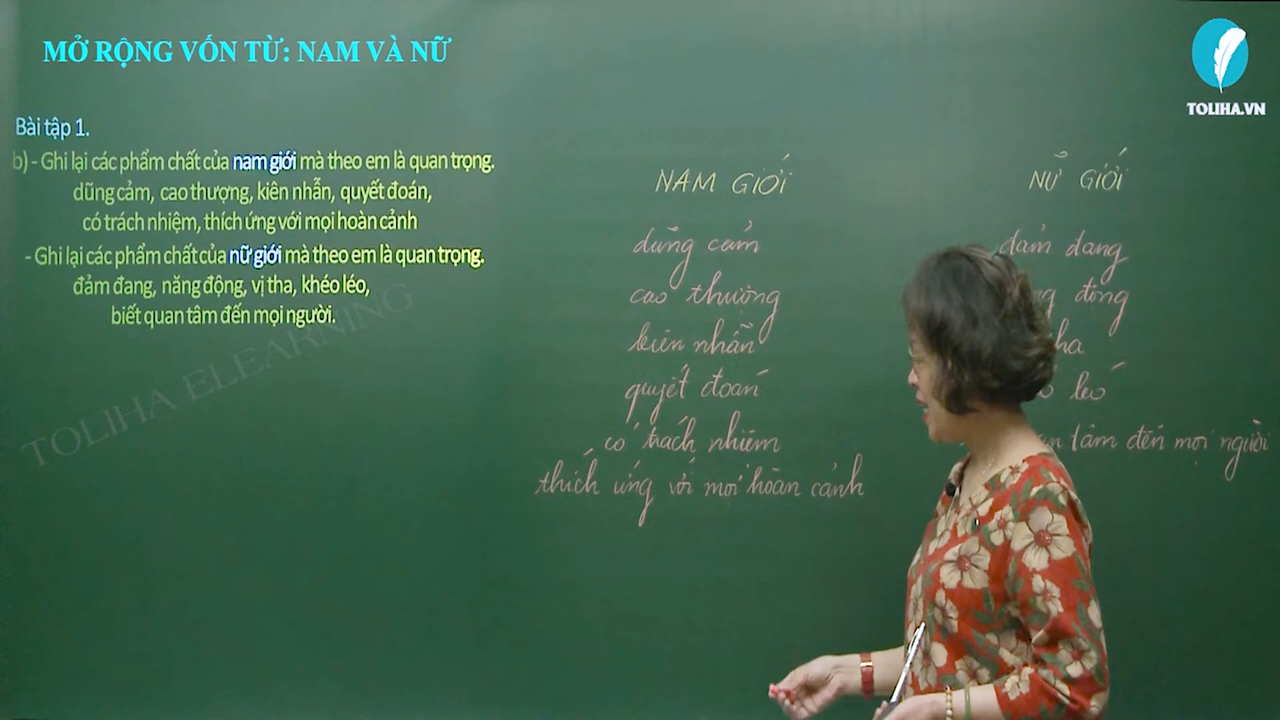 MỞ RỘNG VỐN TỪ: NAM VÀ NỮ
TOLIHA.VN
Bài tập 1.
b) - Ghi lại các phẩm chất của nam giới mà theo em là quan trọng.
dũng cảm, cao thượng, kiên nhẫn, quyết đoán,
có trách nhiệm, thích ứng với mọi hoàn cảnh
- Ghi lại các phẩm chất của nữ giới mà theo em là quan trọng.
đảm đang, năng động, vị tha, khéo léo,
biết quan tâm đến mọi người.
TOLIHA ELEARNING
NAM GIỚI
dũng cảm
cao thượng
kiên nhẫn
quyết đoán
có trách nhiệm
thích ứng với mọi hoàn cảnh
NỮ GIỚI
đảm đang
động
léo
tâm đến mọi người